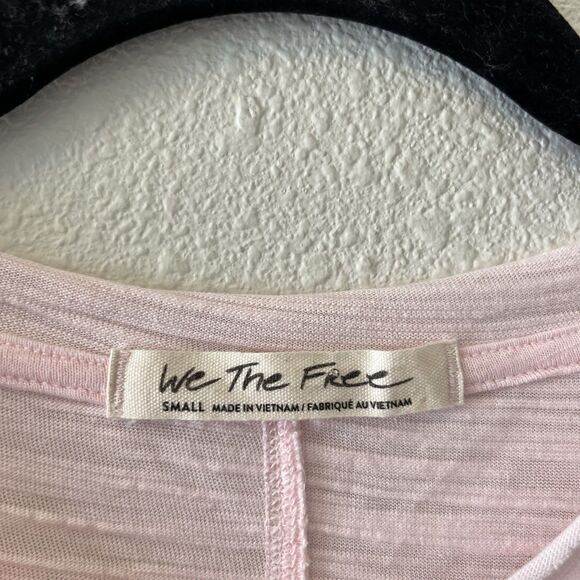 We The Free
SMALL MADE IN VIETNAM / FABRIQUÉ AU VIETNAM